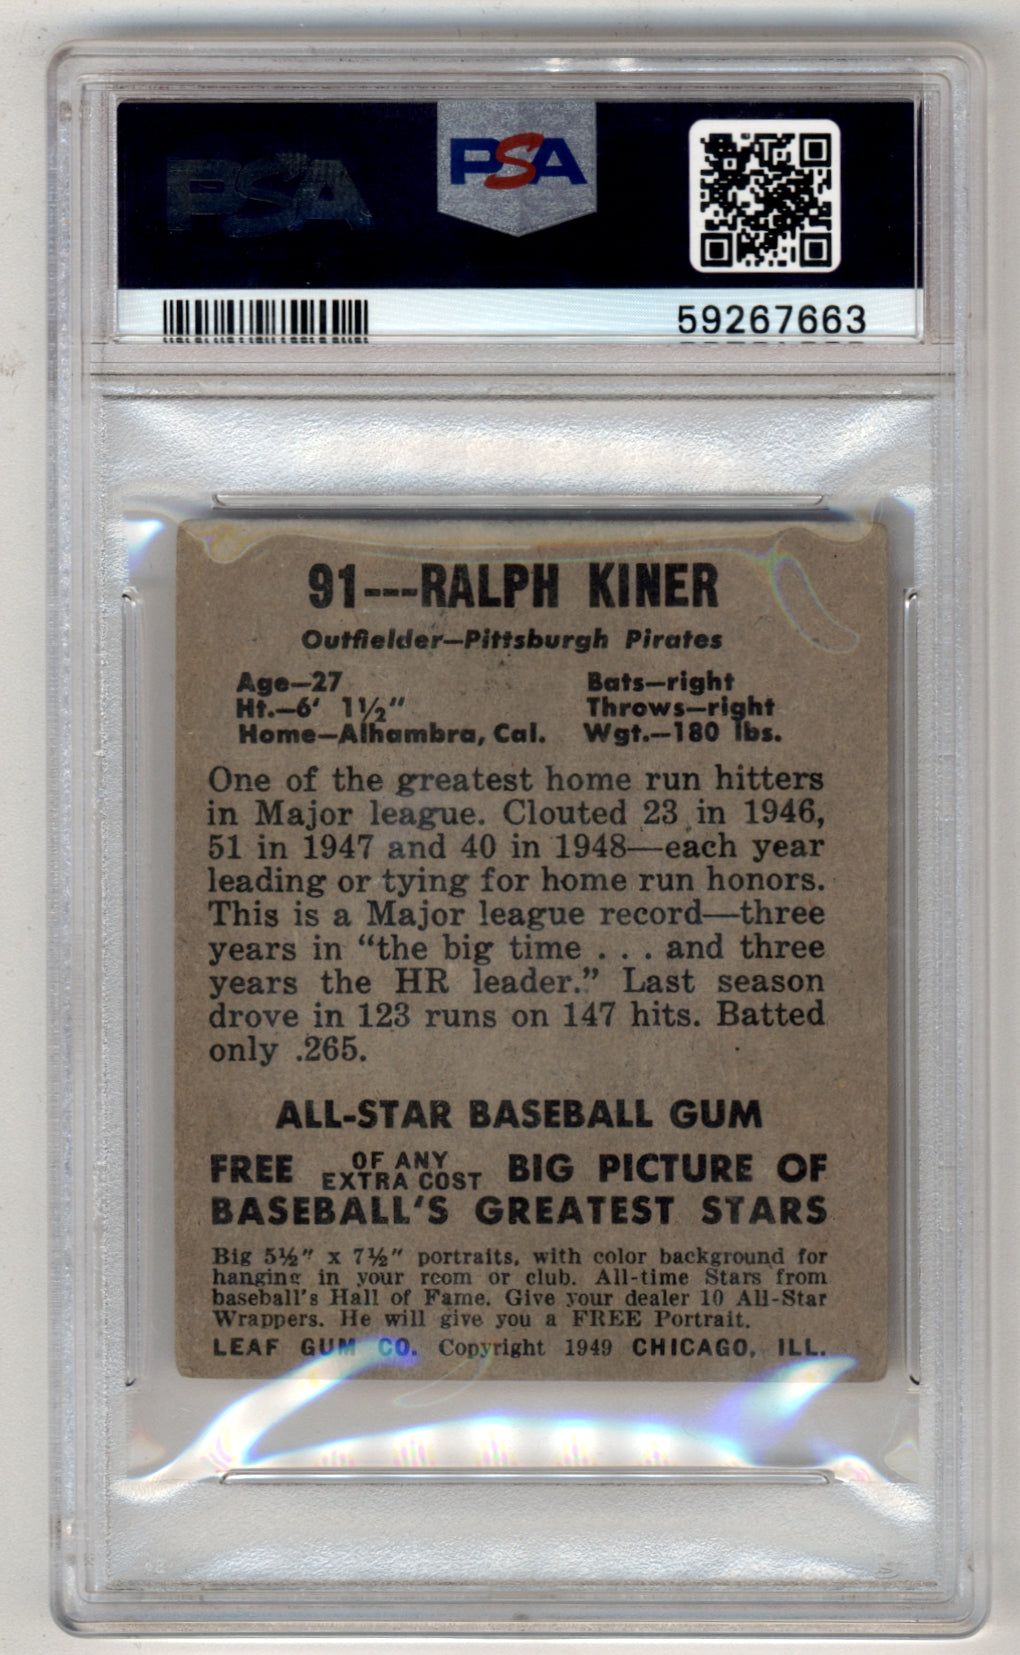 PSA
PSA
59267663
91---RALPH KINER
Outfielder—Pittsburgh Pirates
Age—27 Bats—right
Ht.—6' 1½" Throws—right
Home—Alhambra, Cal. Wgt.—180 lbs.
One of the greatest home run hitters
in Major league. Clouted 23 in 1946,
51 in 1947 and 40 in 1948—each year
leading or tying for home run honors.
This is a Major league record—three
years in “the big time . . . and three
years the HR leader.” Last season
drove in 123 runs on 147 hits. Batted
only .265.
ALL-STAR BASEBALL GUM
FREE OF ANY EXTRA COST BIG PICTURE OF
BASEBALL'S GREATEST STARS
Big 5½" x 7½" portraits, with color background for
hanging in your room or club. All-time Stars from
baseball's Hall of Fame. Give your dealer 10 All-Star
Wrappers. He will give you a FREE Portrait.
LEAF GUM CO. Copyright 1949 CHICAGO, ILL.